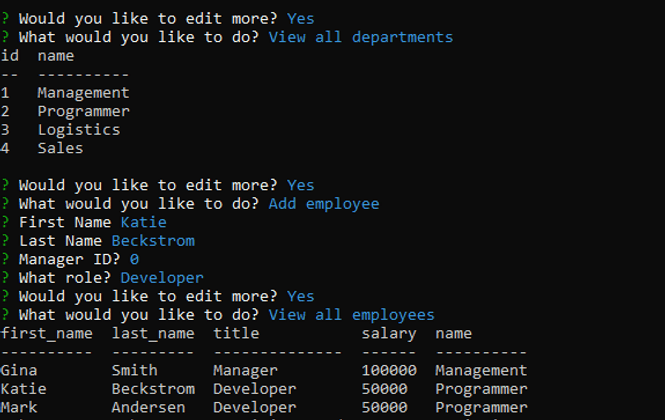 ? Would you like to edit more? Yes
? What would you like to do? View all departments
id  name
--  ----------
1   Management
2   Programmer
3   Logistics
4   Sales
? Would you like to edit more? Yes
? What would you like to do? Add employee
? First Name Katie
? Last Name Beckstrom
? Manager ID? 0
? What role? Developer
? Would you like to edit more? Yes
? What would you like to do? View all employees
first_name  last_name  title           salary  name
----------  ---------  --------------  ------  ----------
Gina        Smith      Manager         100000  Management
Katie       Beckstrom  Developer       50000   Programmer
Mark        Andersen   Developer       50000   Programmer